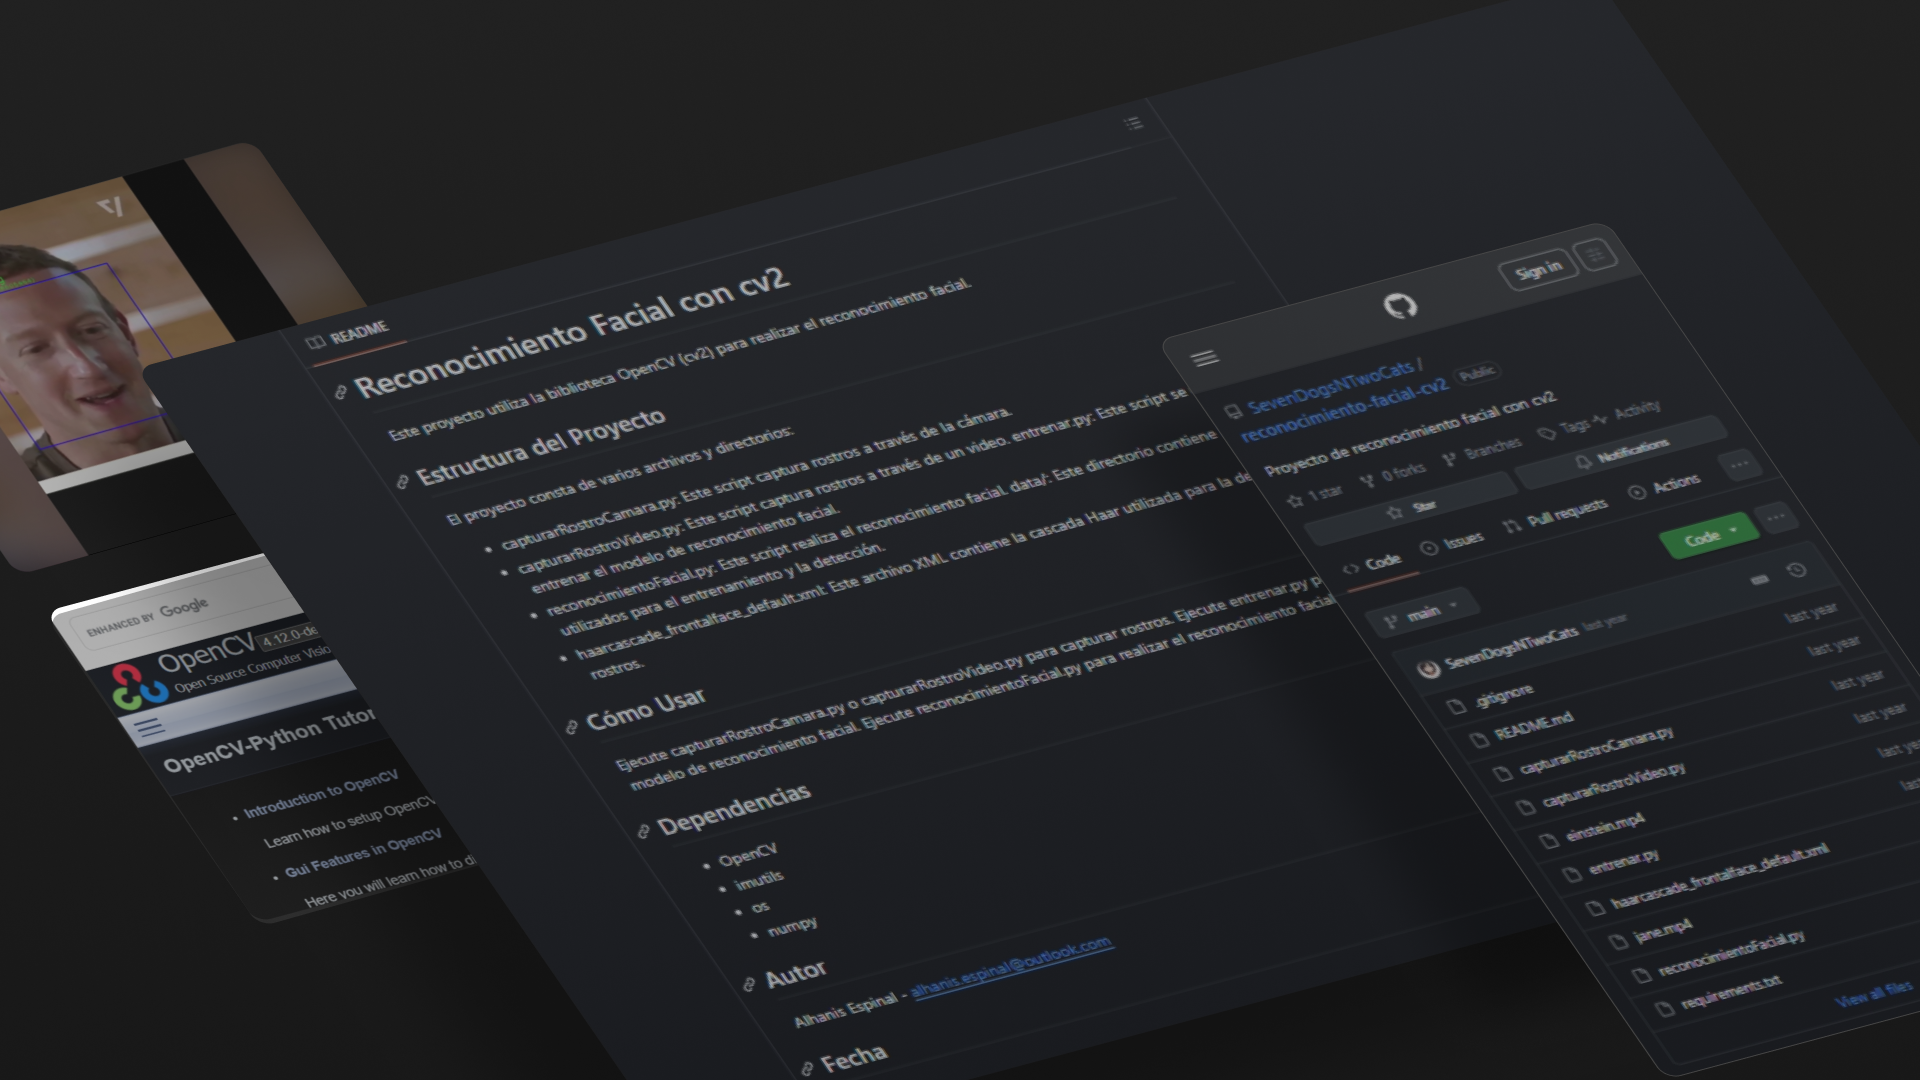 README
Reconocimiento Facial con cv2
Este proyecto utiliza la biblioteca OpenCV (cv2) para realizar el reconocimiento facial.
Estructura del Proyecto
El proyecto consta de varios archivos y directorios:
capturarRostroCamara.py: Este script captura rostros a través de la cámara.
capturarRostroVideo.py: Este script captura rostros a través de un video. entrenar.py: Este script se
entrenar el modelo de reconocimiento facial.
reconocimientoFacial.py: Este script realiza el reconocimiento facial. data/: Este directorio contiene
utilizados para el entrenamiento y la detección.
haarcascade_frontalface_default.xml: Este archivo XML contiene la cascada Haar utilizada para la de
rostros.
Cómo Usar
Ejecute capturarRostroCamara.py o capturarRostroVideo.py para capturar rostros. Ejecute entrenar.py p
modelo de reconocimiento facial. Ejecute reconocimientoFacial.py para realizar el reconocimiento facial
Dependencias
OpenCV
imutils
os
numpy
Autor
Alhanis Espinal - alhanis.espinal@outlook.com
Fecha
ENHANCED BY Google
OpenCV 4.12.0-de
Open Source Computer Visio
OpenCV-Python Tutor
Introduction to OpenCV
Learn how to setup OpenCV
Gui Features in OpenCV
Here you will learn how to di
Sign in
SevenDogsNTwoCats /
reconocimiento-facial-cv2 Public
Proyecto de reconocimiento facial con cv2
1 star 0 forks Branches Tags Activity
Star Notifications
Code Issues Pull requests Actions
main Code
SevenDogsNTwoCats last year
.gitignore last year
README.md last year
capturarRostroCamara.py last year
capturarRostroVideo.py last year
einstein.mp4 last year
entrenar.py last
haarcascade_frontalface_default.xml
jane.mp4
reconocimientoFacial.py
requirements.txt
View all files